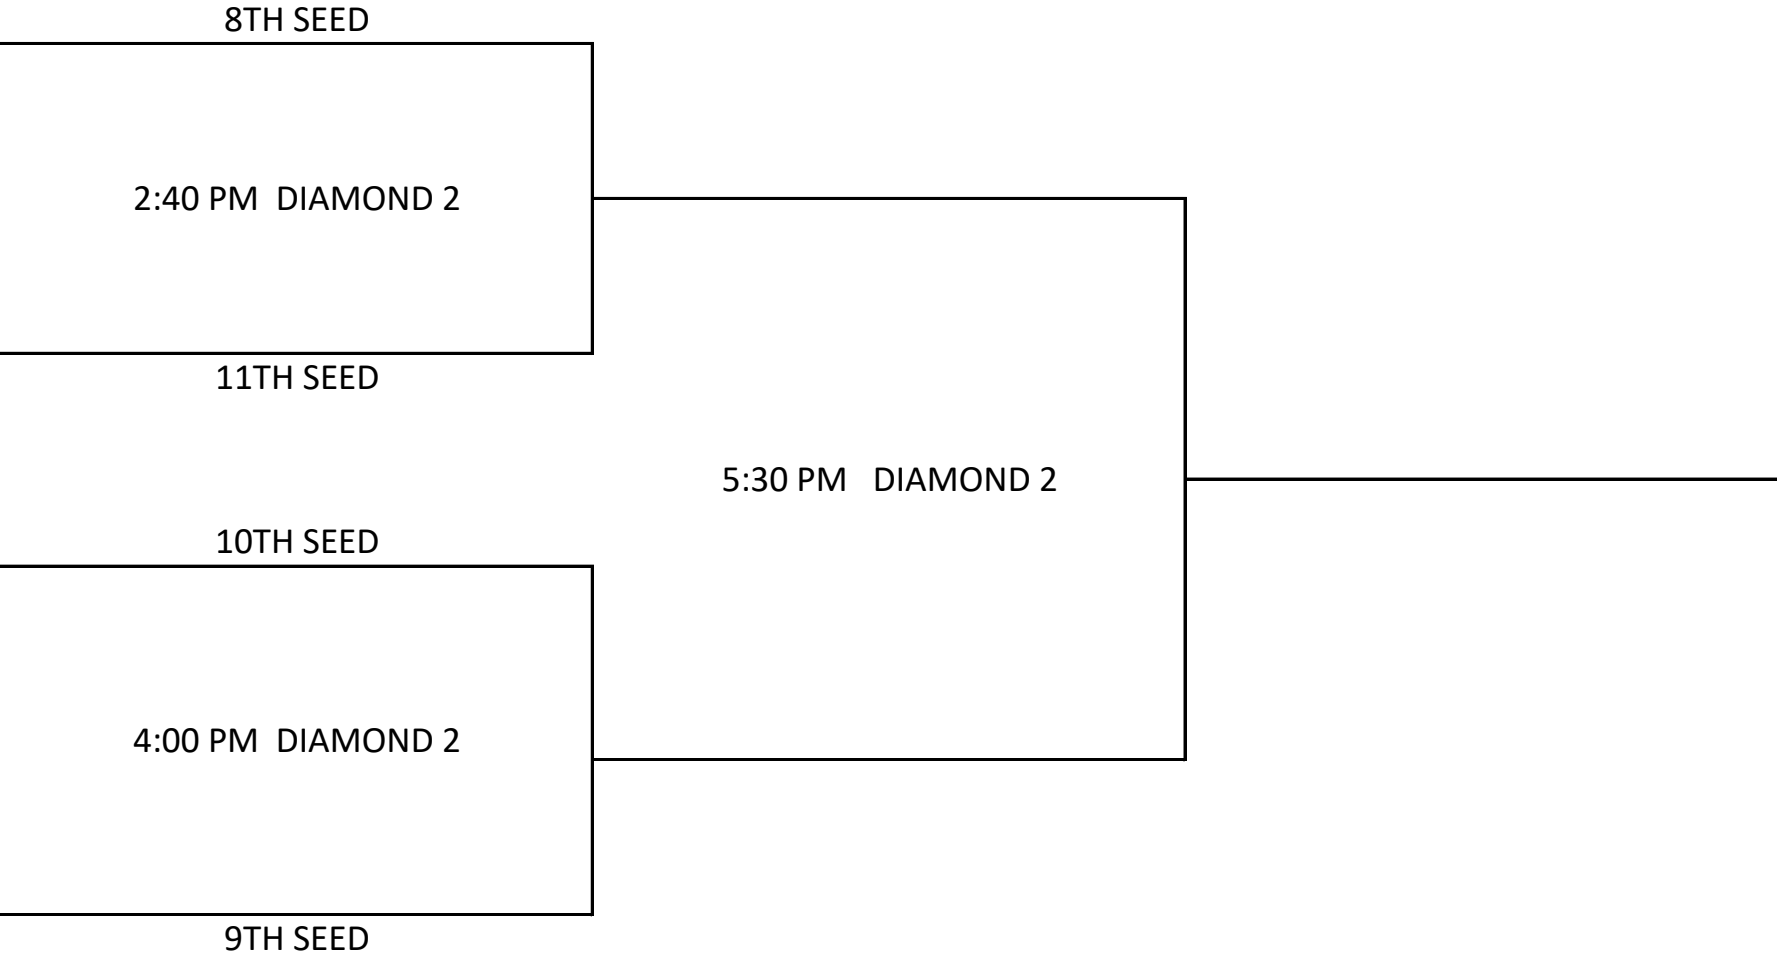 8TH SEED
2:40 PM  DIAMOND 2
11TH SEED
5:30 PM   DIAMOND 2
10TH SEED
4:00 PM  DIAMOND 2
9TH SEED